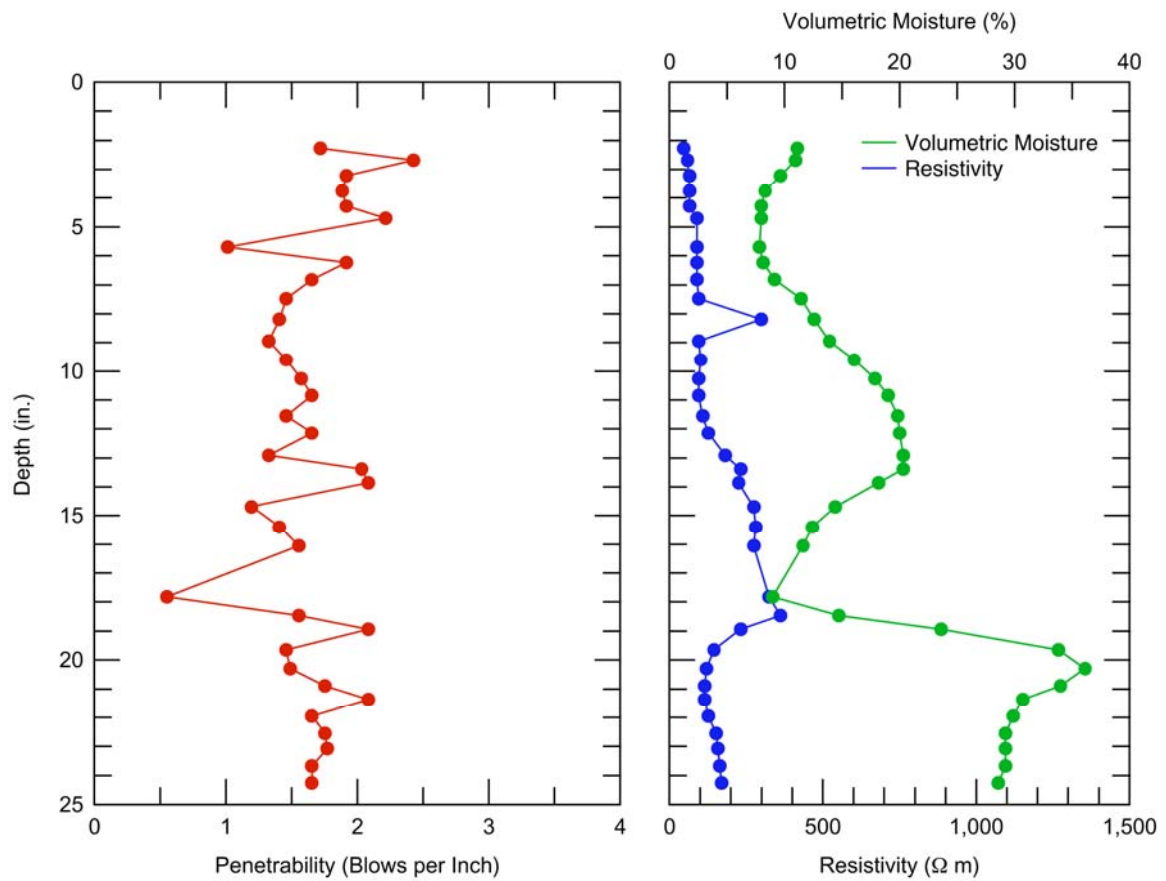 Volumetric Moisture (%)
0 10 20 30 40
0
5
10
15
20
25
Depth (in.)
0 1 2 3 4
Penetrability (Blows per Inch)
Volumetric Moisture
Resistivity
0 500 1,000 1,500
Resistivity (Ω m)